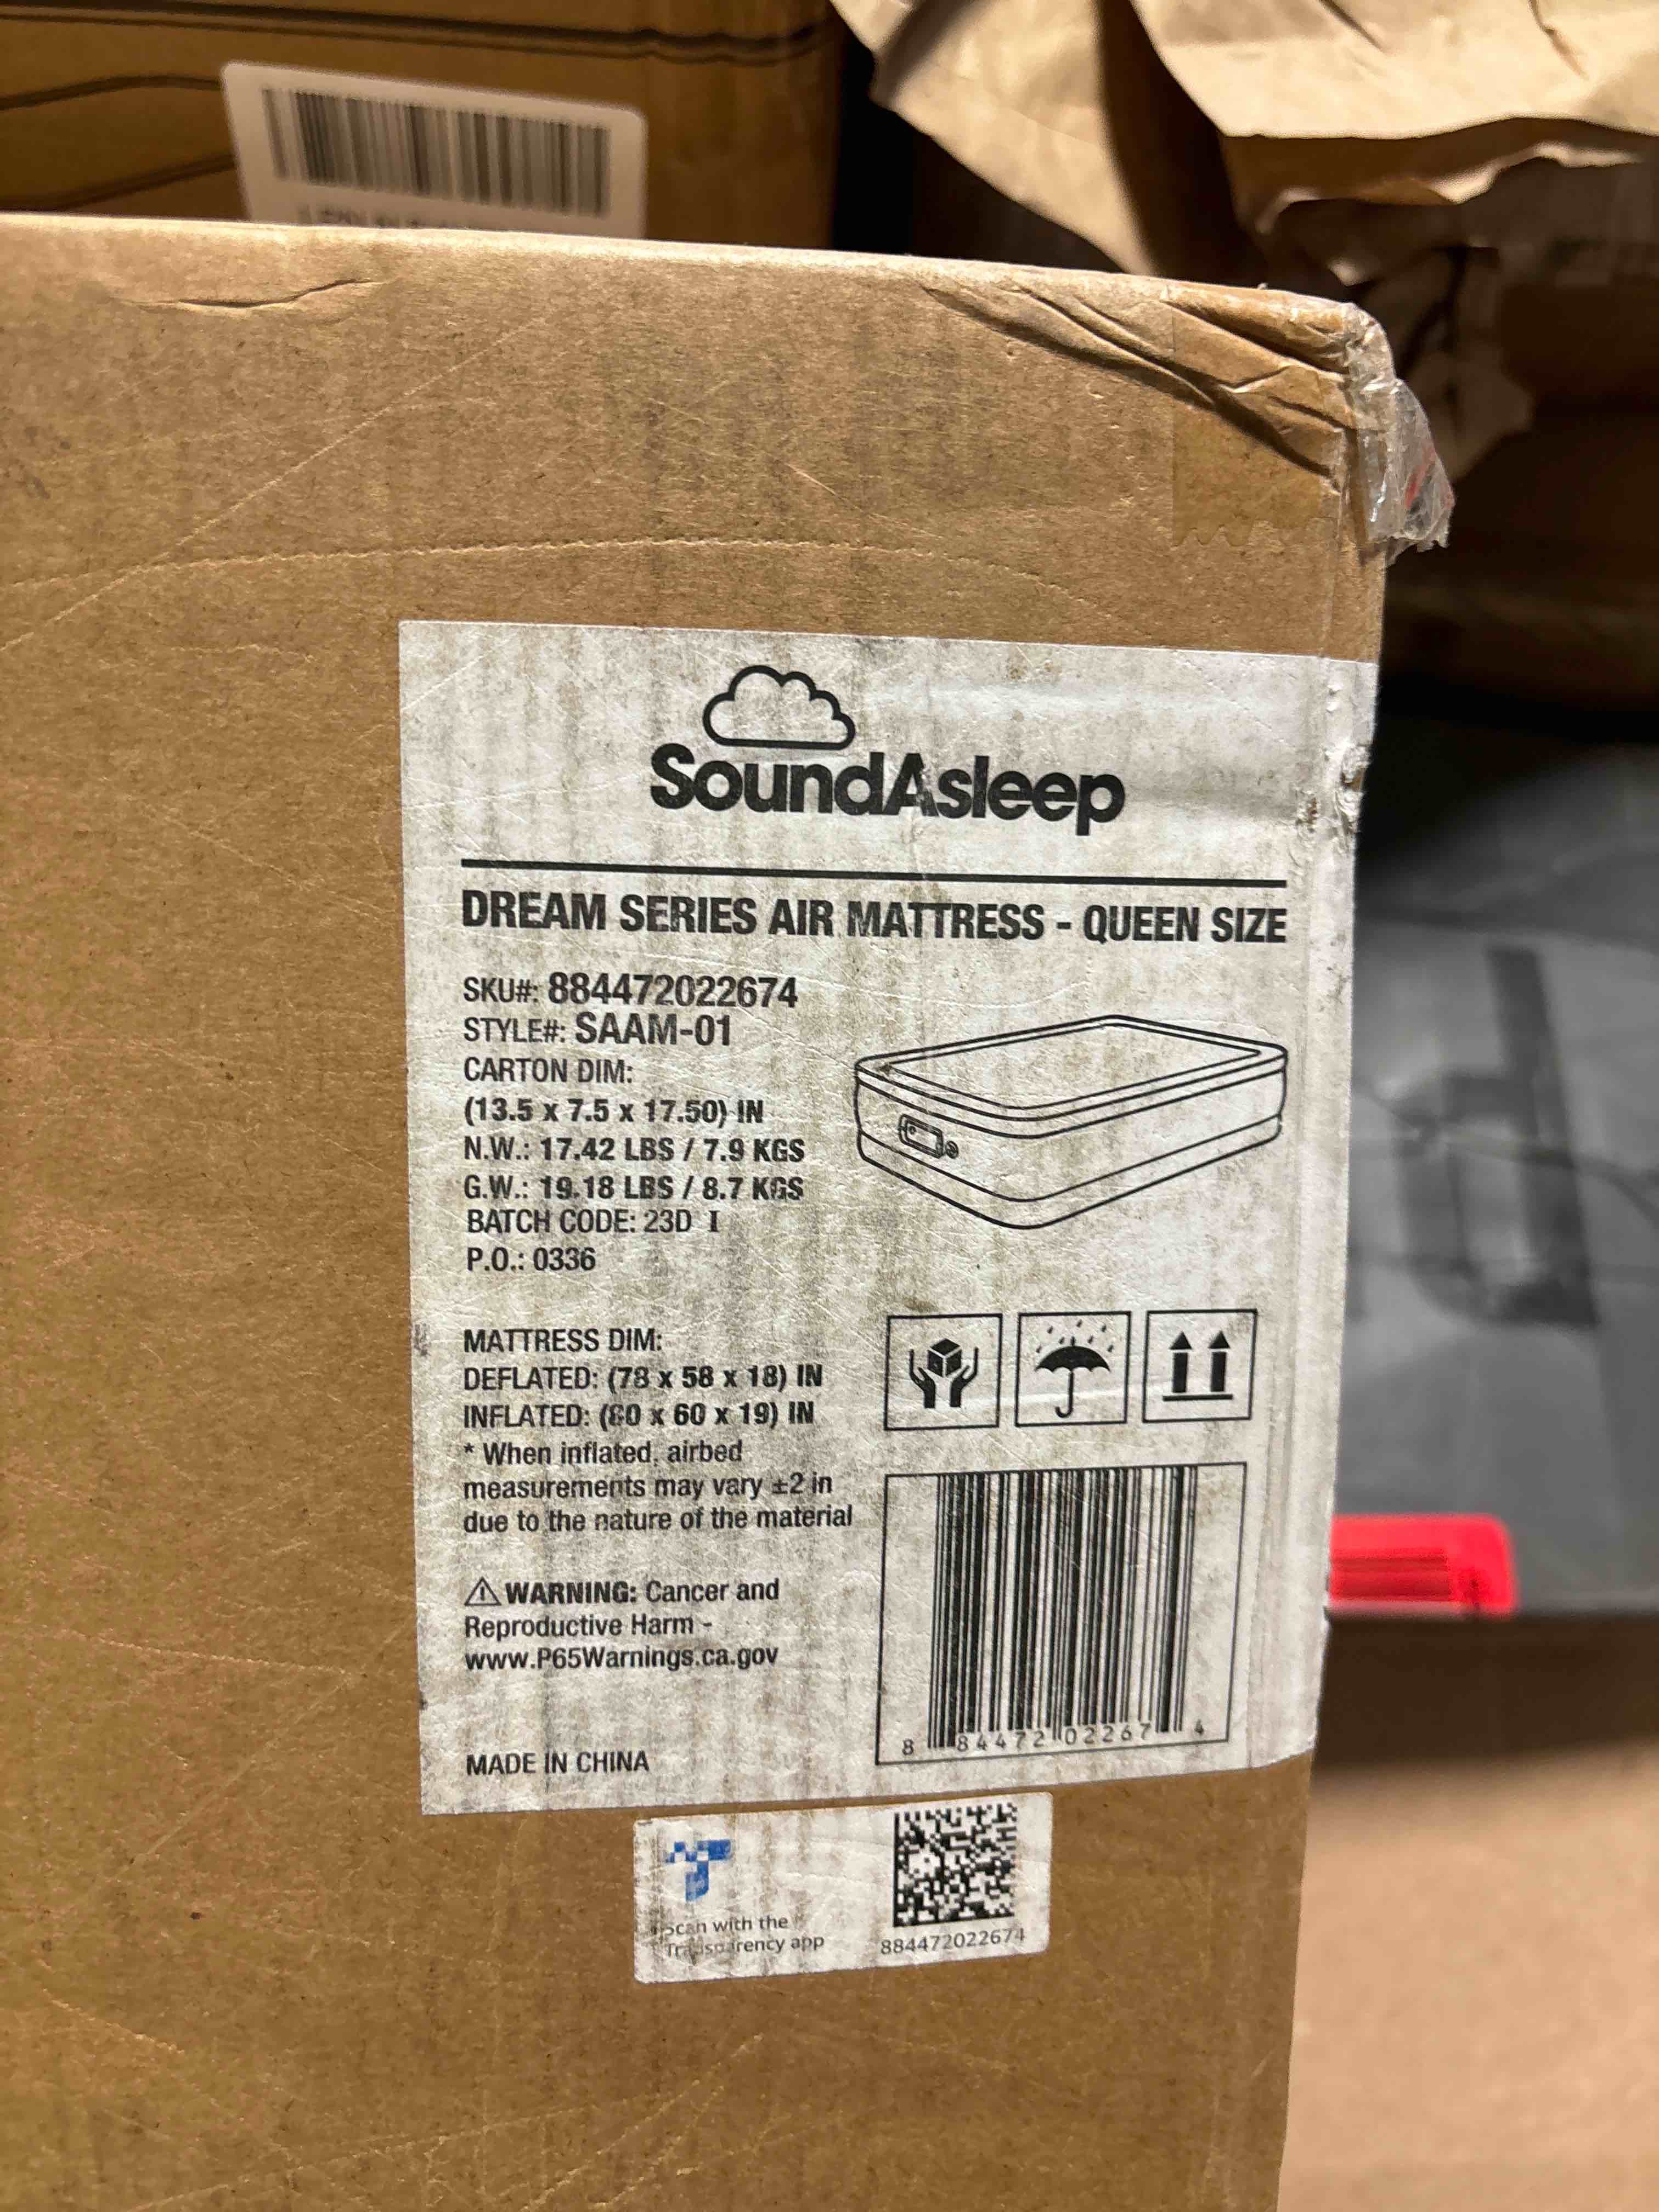 SoundAsleep
DREAM SERIES AIR MATTRESS - QUEEN SIZE
SKU#: 884472022674
STYLE#: SAAM-01
CARTON DIM:
(13.5 x 7.5 x 17.50) IN
N.W.: 17.42 LBS / 7.9 KGS
G.W.: 19.18 LBS / 8.7 KGS
BATCH CODE: 23D I
P.O.: 0336
MATTRESS DIM:
DEFLATED: (78 x 58 x 18) IN
INFLATED: (80 x 60 x 19) IN
* When inflated, airbed
measurements may vary ±2 in
due to the nature of the material
⚠ WARNING: Cancer and
Reproductive Harm -
www.P65Warnings.ca.gov
MADE IN CHINA
8 84472 02267 4
Scan with the
Transparency app
884472022674